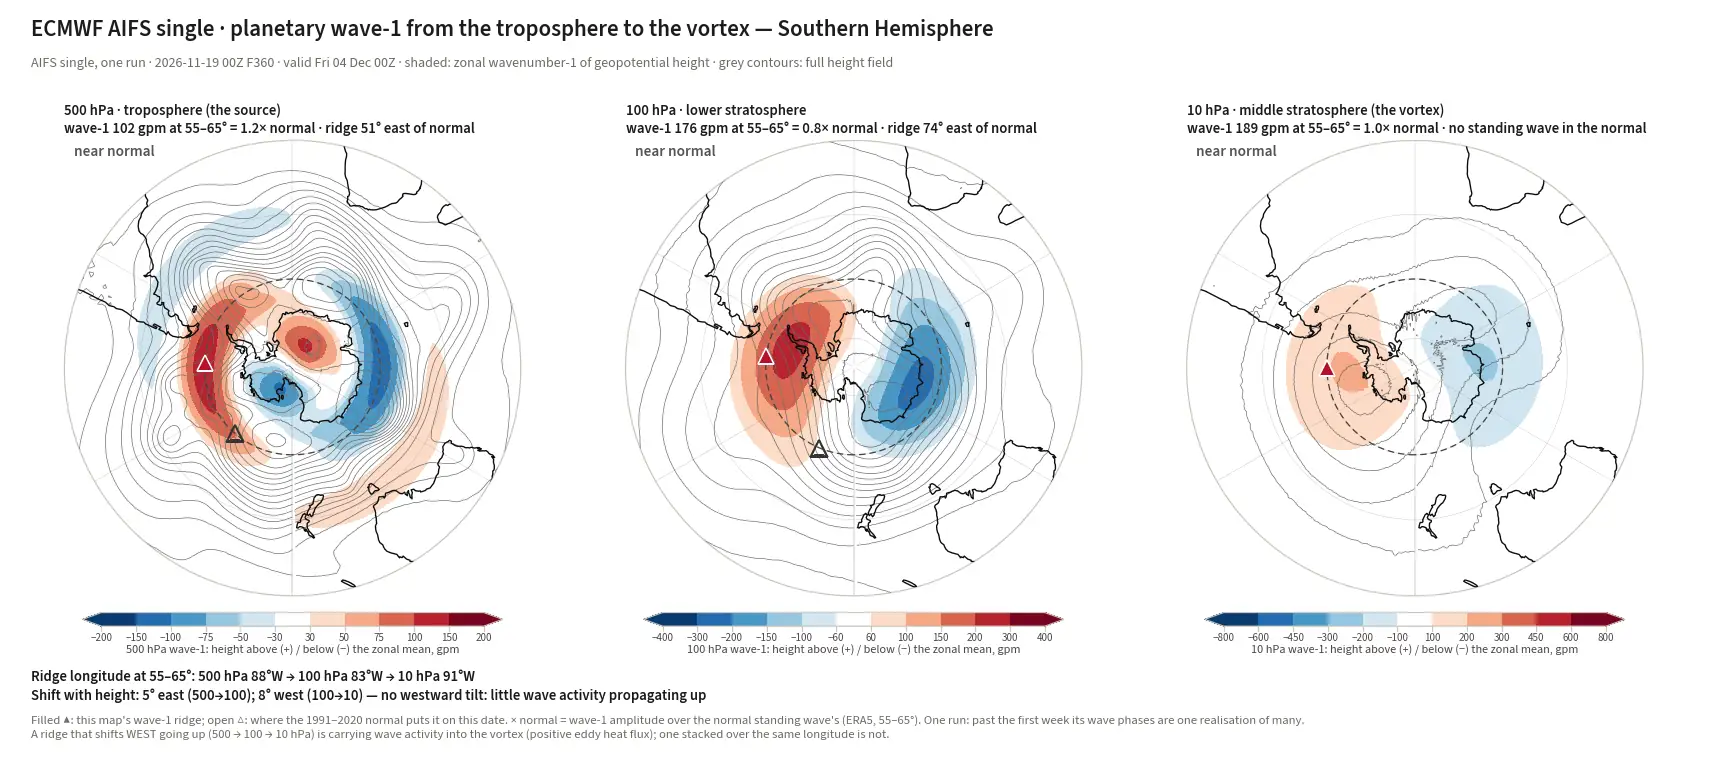 ECMWF AIFS single · planetary wave-1 from the troposphere to the vortex — Southern Hemisphere
AIFS single, one run · 2026-11-19 00Z F360 · valid Fri 04 Dec 00Z · shaded: zonal wavenumber-1 of geopotential height · grey contours: full height field
500 hPa · troposphere (the source)
wave-1 102 gpm at 55–65° = 1.2× normal · ridge 51° east of normal
near normal
100 hPa · lower stratosphere
wave-1 176 gpm at 55–65° = 0.8× normal · ridge 74° east of normal
near normal
10 hPa · middle stratosphere (the vortex)
wave-1 189 gpm at 55–65° = 1.0× normal · no standing wave in the normal
near normal
−200 −150 −100 −75 −50 −30 30 50 75 100 150 200
500 hPa wave-1: height above (+) / below (−) the zonal mean, gpm
−400 −300 −200 −150 −100 −60 60 100 150 200 300 400
100 hPa wave-1: height above (+) / below (−) the zonal mean, gpm
−800 −600 −450 −300 −200 −100 100 200 300 450 600 800
10 hPa wave-1: height above (+) / below (−) the zonal mean, gpm
Ridge longitude at 55–65°: 500 hPa 88°W → 100 hPa 83°W → 10 hPa 91°W
Shift with height: 5° east (500→100); 8° west (100→10) — no westward tilt: little wave activity propagating up
Filled ▲: this map's wave-1 ridge; open △: where the 1991–2020 normal puts it on this date. × normal = wave-1 amplitude over the normal standing wave's (ERA5, 55–65°). One run: past the first week its wave phases are one realisation of many.
A ridge that shifts WEST going up (500 → 100 → 10 hPa) is carrying wave activity into the vortex (positive eddy heat flux); one stacked over the same longitude is not.